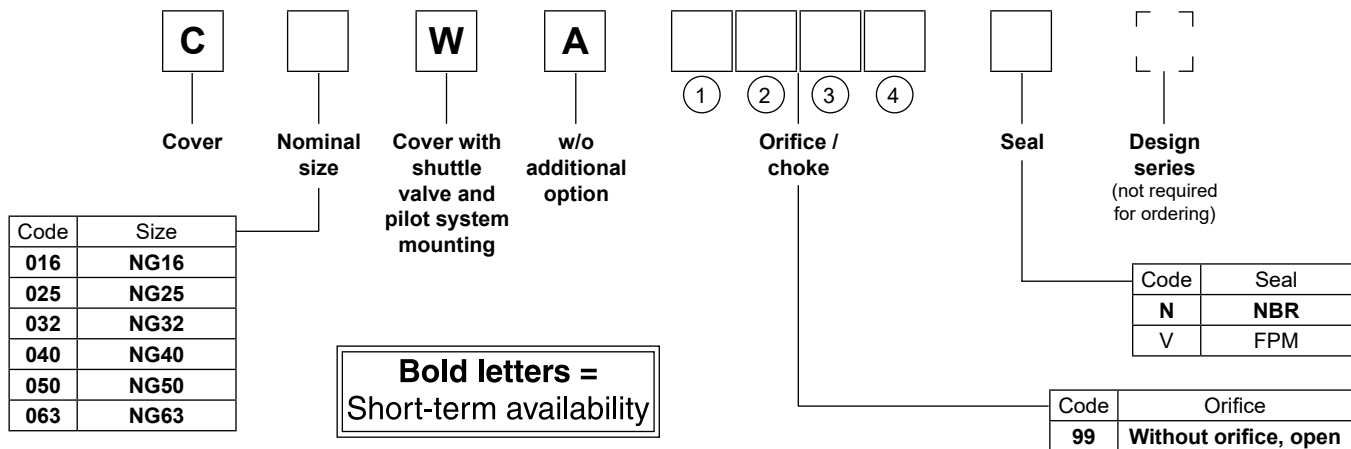 C W A
1 2 3 4
Cover
Nominal
size
Cover with
shuttle
valve and
pilot system
mounting
w/o
additional
option
Orifice /
choke
Seal
Design
series
(not required
for ordering)
Code Size
016 NG16
025 NG25
032 NG32
040 NG40
050 NG50
063 NG63
Bold letters =
Short-term availability
Code Seal
N NBR
V FPM
Code Orifice
99 Without orifice, open